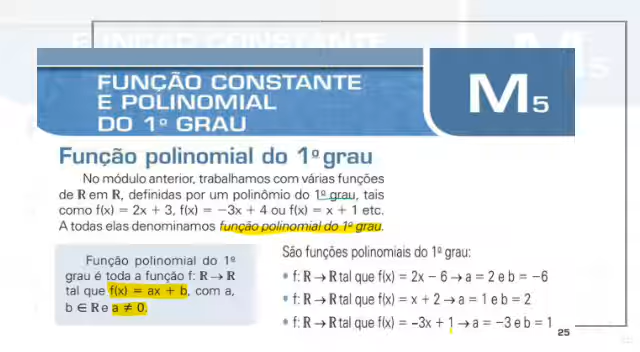 FUNÇÃO CONSTANTE
E POLINOMIAL
DO 1º GRAU
M5
Função polinomial do 1º grau
No módulo anterior, trabalhamos com várias funções
de R em R, definidas por um polinômio do 1º grau, tais
como f(x) = 2x + 3, f(x) = −3x + 4 ou f(x) = x + 1 etc.
A todas elas denominamos função polinomial do 1º grau.
Função polinomial do 1º
grau é toda a função f: R → R
tal que f(x) = ax + b, com a,
b ∈ R e a ≠ 0.
São funções polinomiais do 1º grau:
• f: R → R tal que f(x) = 2x − 6 → a = 2 e b = −6
• f: R → R tal que f(x) = x + 2 → a = 1 e b = 2
• f: R → R tal que f(x) = −3x + 1 → a = −3 e b = 1
25